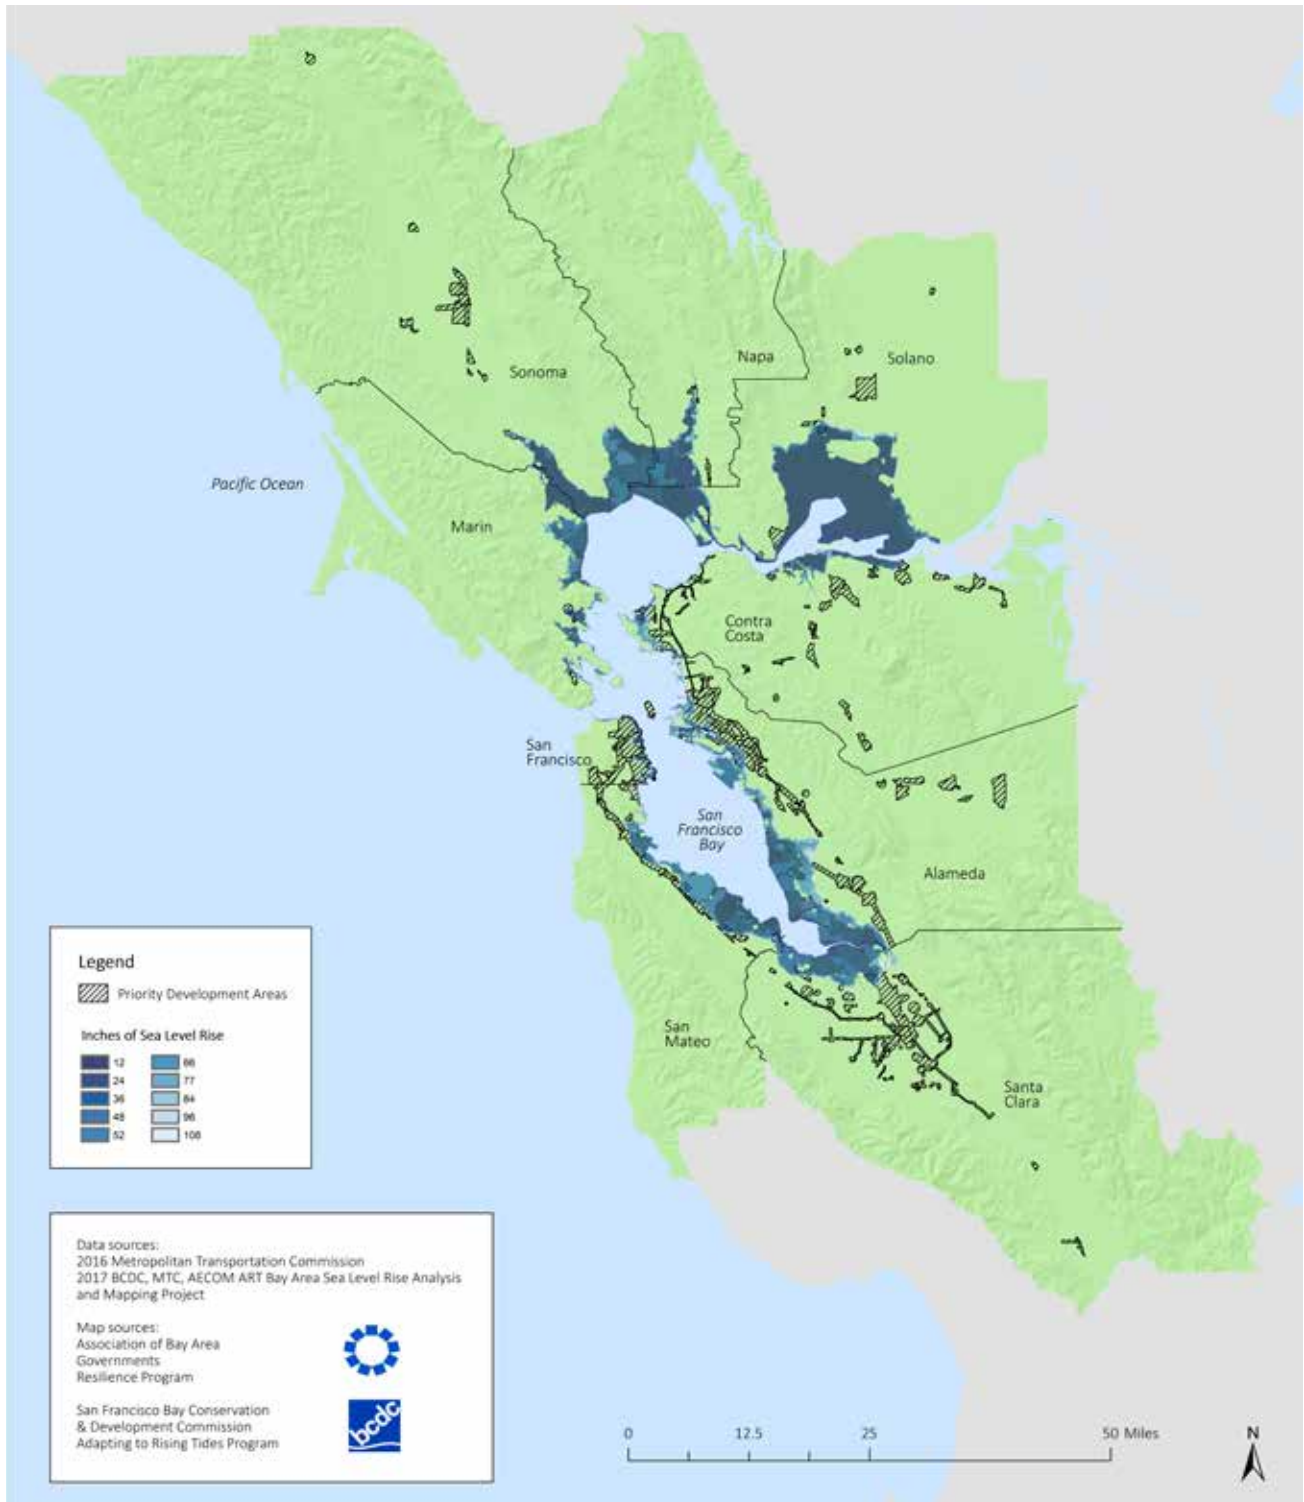 Sonoma
Napa
Solano
Pacific Ocean
Marin
Contra
Costa
San
Francisco
San
Francisco
Bay
Alameda
San
Mateo
Santa
Clara
Legend
Priority Development Areas
Inches of Sea Level Rise
12
24
36
48
52
66
77
84
96
108
Data sources:
2016 Metropolitan Transportation Commission
2017 BCDC, MTC, AECOM ART Bay Area Sea Level Rise Analysis
and Mapping Project
Map sources:
Association of Bay Area
Governments
Resilience Program
San Francisco Bay Conservation
& Development Commission
Adapting to Rising Tides Program
bcdc
0
12.5
25
50 Miles
N